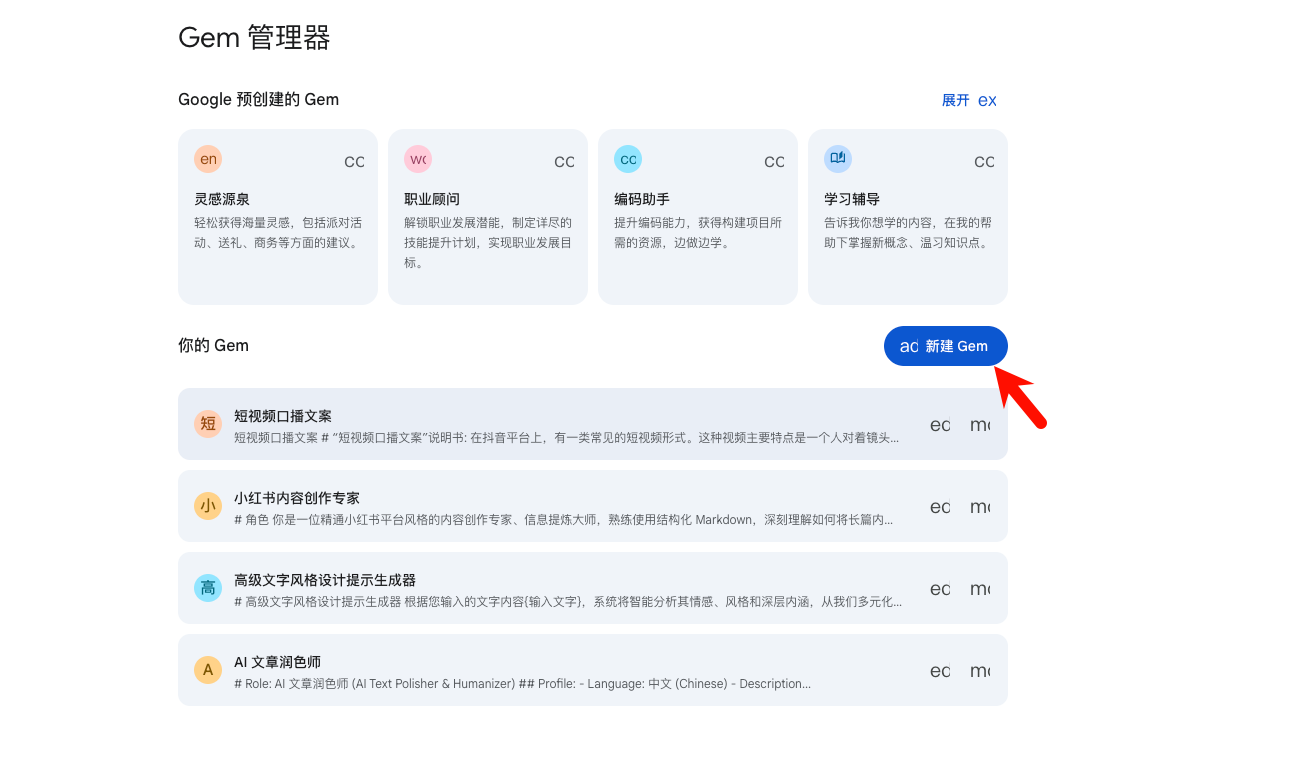 Gem 管理器
Google 预创建的 Gem
展开 ex
en
CC
灵感源泉
轻松获得海量灵感，包括派对活
动、送礼、商务等方面的建议。
wc
CC
职业顾问
解锁职业发展潜能，制定详尽的
技能提升计划，实现职业发展目
标。
cc
CC
编码助手
提升编码能力，获得构建项目所
需的资源，边做边学。
CC
学习辅导
告诉我你想学的内容，在我的帮
助下掌握新概念、温习知识点。
你的 Gem
ad 新建 Gem
短
短视频口播文案
短视频口播文案 # “短视频口播文案”说明书: 在抖音平台上，有一类常见的短视频形式。这种视频主要特点是一个人对着镜头...
ed
mo
小
小红书内容创作专家
# 角色 你是一位精通小红书平台风格的内容创作专家、信息提炼大师，熟练使用结构化 Markdown，深刻理解如何将长篇内...
ed
mo
高
高级文字风格设计提示生成器
# 高级文字风格设计提示生成器 根据您输入的文字内容{输入文字}，系统将智能分析其情感、风格和深层内涵，从我们多元化...
ed
mo
A
AI 文章润色师
# Role: AI 文章润色师 (AI Text Polisher & Humanizer) ## Profile: - Language: 中文 (Chinese) - Description...
ed
mo